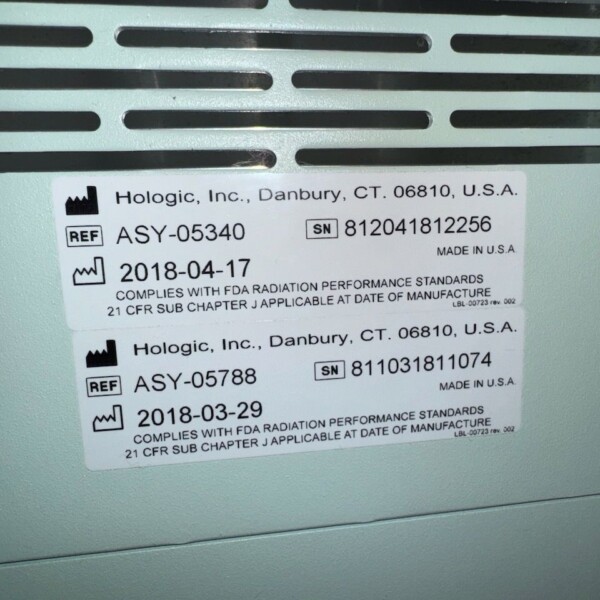 Hologic, Inc., Danbury, CT. 06810, U.S.A.
REF ASY-05340 SN 812041812256
MADE IN U.S.A
2018-04-17
COMPLIES WITH FDA RADIATION PERFORMANCE STANDARDS
21 CFR SUB CHAPTER J APPLICABLE AT DATE OF MANUFACTURE
LBL-00723 rev. 002
Hologic, Inc., Danbury, CT. 06810, U.S.A.
REF ASY-05788 SN 811031811074
MADE IN U.S.A
2018-03-29
COMPLIES WITH FDA RADIATION PERFORMANCE STANDARDS
21 CFR SUB CHAPTER J APPLICABLE AT DATE OF MANUFACTURE
LBL-00723 rev. 002